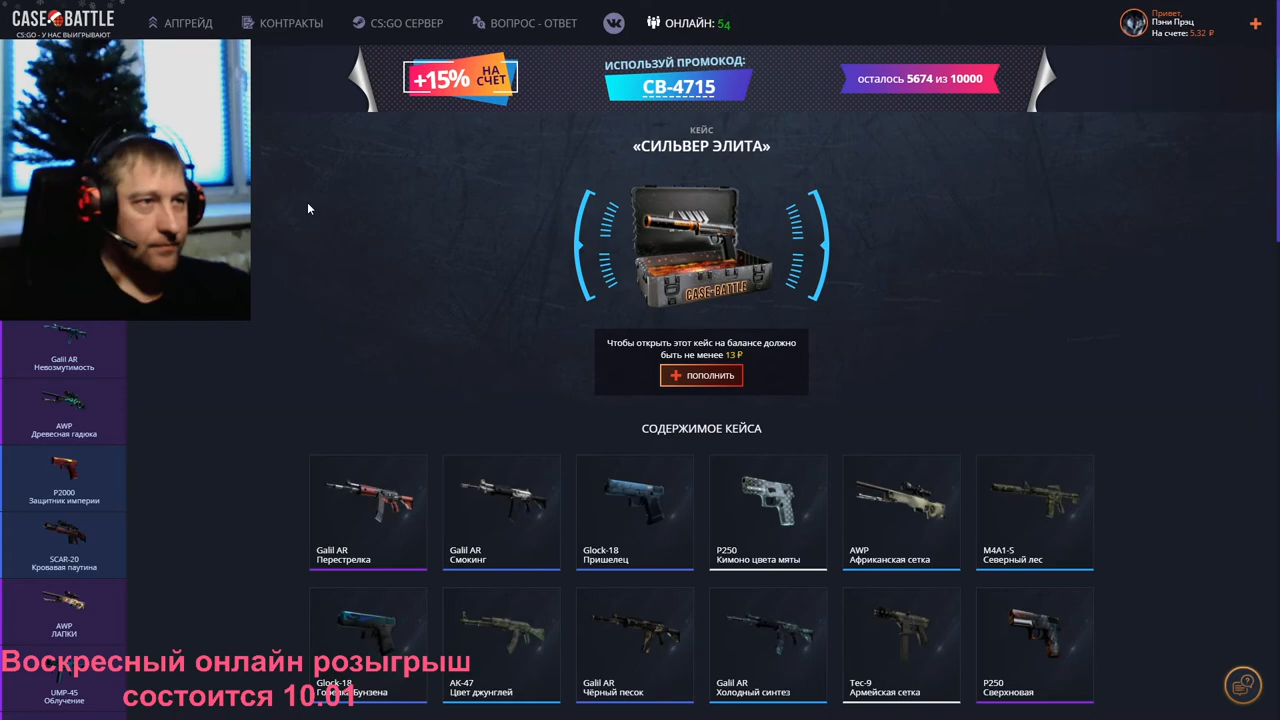 CASE BATTLE
CS:GO - У НАС ВЫИГРЫВАЮТ
АПГРЕЙД
КОНТРАКТЫ
CS:GO СЕРВЕР
ВОПРОС - ОТВЕТ
ОНЛАЙН: 54
Привет,
Пэни Прэц
На счете: 5.32 ₽
+15% НА СЧЕТ
ИСПОЛЬЗУЙ ПРОМОКОД:
CB-4715
осталось 5674 из 10000
КЕЙС
«СИЛЬВЕР ЭЛИТА»
CASE-BATTLE
Чтобы открыть этот кейс на балансе должно
быть не менее 13 ₽
ПОПОЛНИТЬ
СОДЕРЖИМОЕ КЕЙСА
Galil AR
Невозмутимость
AWP
Древесная гадюка
P2000
Защитник империи
SCAR-20
Кровавая паутина
AWP
ЛАПКИ
UMP-45
Облучение
Galil AR
Перестрелка
Galil AR
Смокинг
Glock-18
Пришелец
P250
Кимоно цвета мяты
AWP
Африканская сетка
M4A1-S
Северный лес
Glock-18
Горелка Бунзена
AK-47
Цвет джунглей
Galil AR
Чёрный песок
Galil AR
Холодный синтез
Tec-9
Армейская сетка
P250
Сверхновая
Воскресный онлайн розыгрыш
состоится 10.01